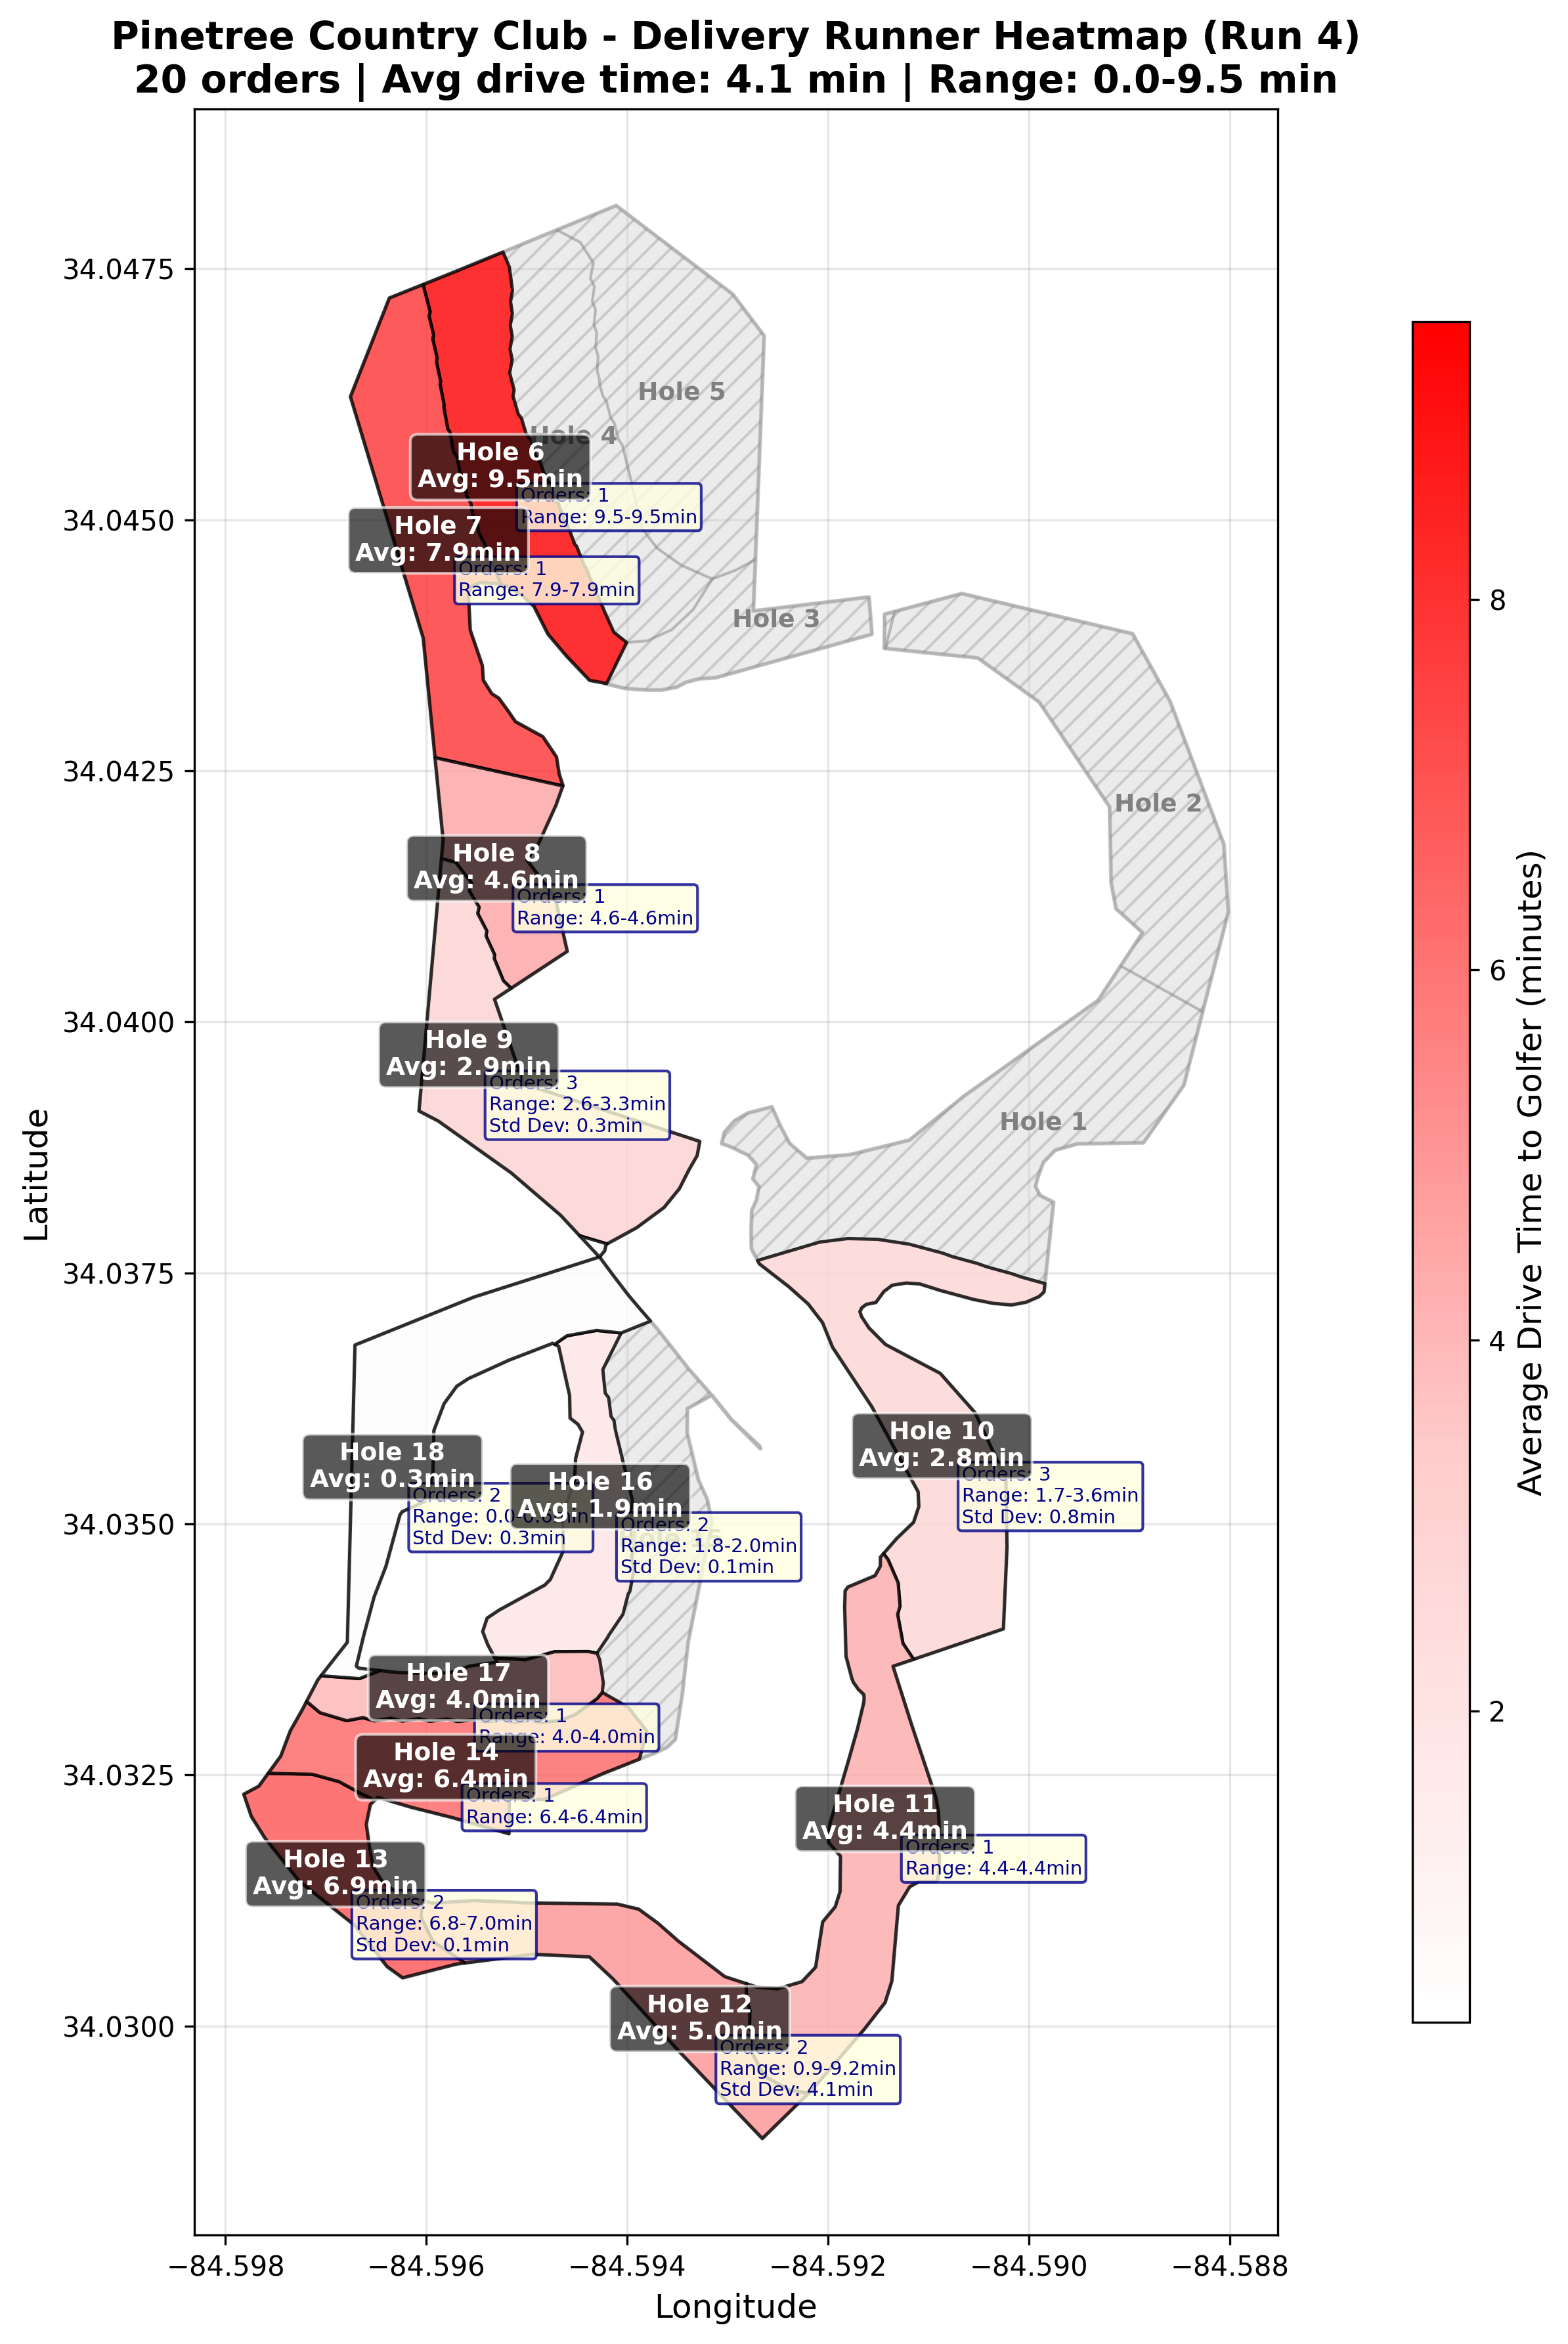 Pinetree Country Club - Delivery Runner Heatmap (Run 4)
20 orders | Avg drive time: 4.1 min | Range: 0.0-9.5 min
Latitude
34.0475
34.0450
34.0425
34.0400
34.0375
34.0350
34.0325
34.0300
Hole 5
Hole 4
Hole 6
Avg: 9.5min
Orders: 1
Range: 9.5-9.5min
Hole 7
Avg: 7.9min
Orders: 1
Range: 7.9-7.9min
Hole 3
Hole 2
Hole 8
Avg: 4.6min
Orders: 1
Range: 4.6-4.6min
Hole 9
Avg: 2.9min
Orders: 3
Range: 2.6-3.3min
Std Dev: 0.3min
Hole 1
Hole 10
Avg: 2.8min
Orders: 3
Range: 1.7-3.6min
Std Dev: 0.8min
Hole 18
Avg: 0.3min
Orders: 2
Range:
Std Dev: 0.3min
Hole 16
Avg: 1.9min
Orders: 2
Range: 1.8-2.0min
Std Dev: 0.1min
Hole 17
Avg: 4.0min
Orders: 1
Range: 4.0-4.0min
Hole 14
Avg: 6.4min
Orders: 1
Range: 6.4-6.4min
Hole 11
Avg: 4.4min
Orders: 1
Range: 4.4-4.4min
Hole 13
Avg: 6.9min
Orders: 2
Range: 6.8-7.0min
Std Dev: 0.1min
Hole 12
Avg: 5.0min
Orders: 2
Range: 0.9-9.2min
Std Dev: 4.1min
−84.598
−84.596
−84.594
−84.592
−84.590
−84.588
Longitude
8
6
4
2
Average Drive Time to Golfer (minutes)